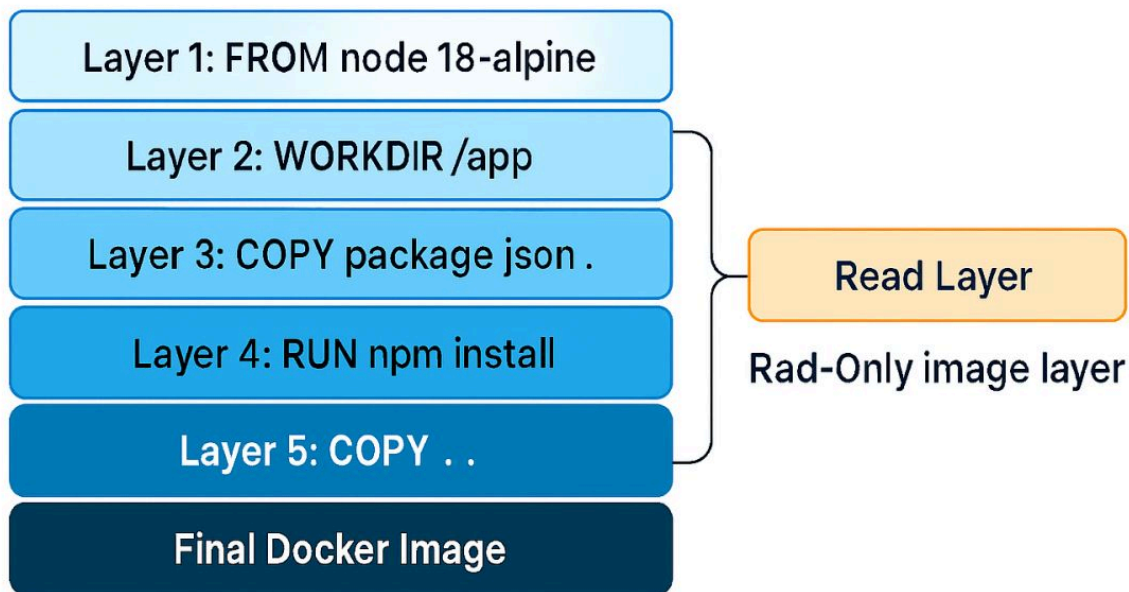 Layer 1: FROM node 18-alpine
Layer 2: WORKDIR /app
Layer 3: COPY package json .
Layer 4: RUN npm install
Layer 5: COPY . .
Final Docker Image
Read Layer
Rad-Only image layer